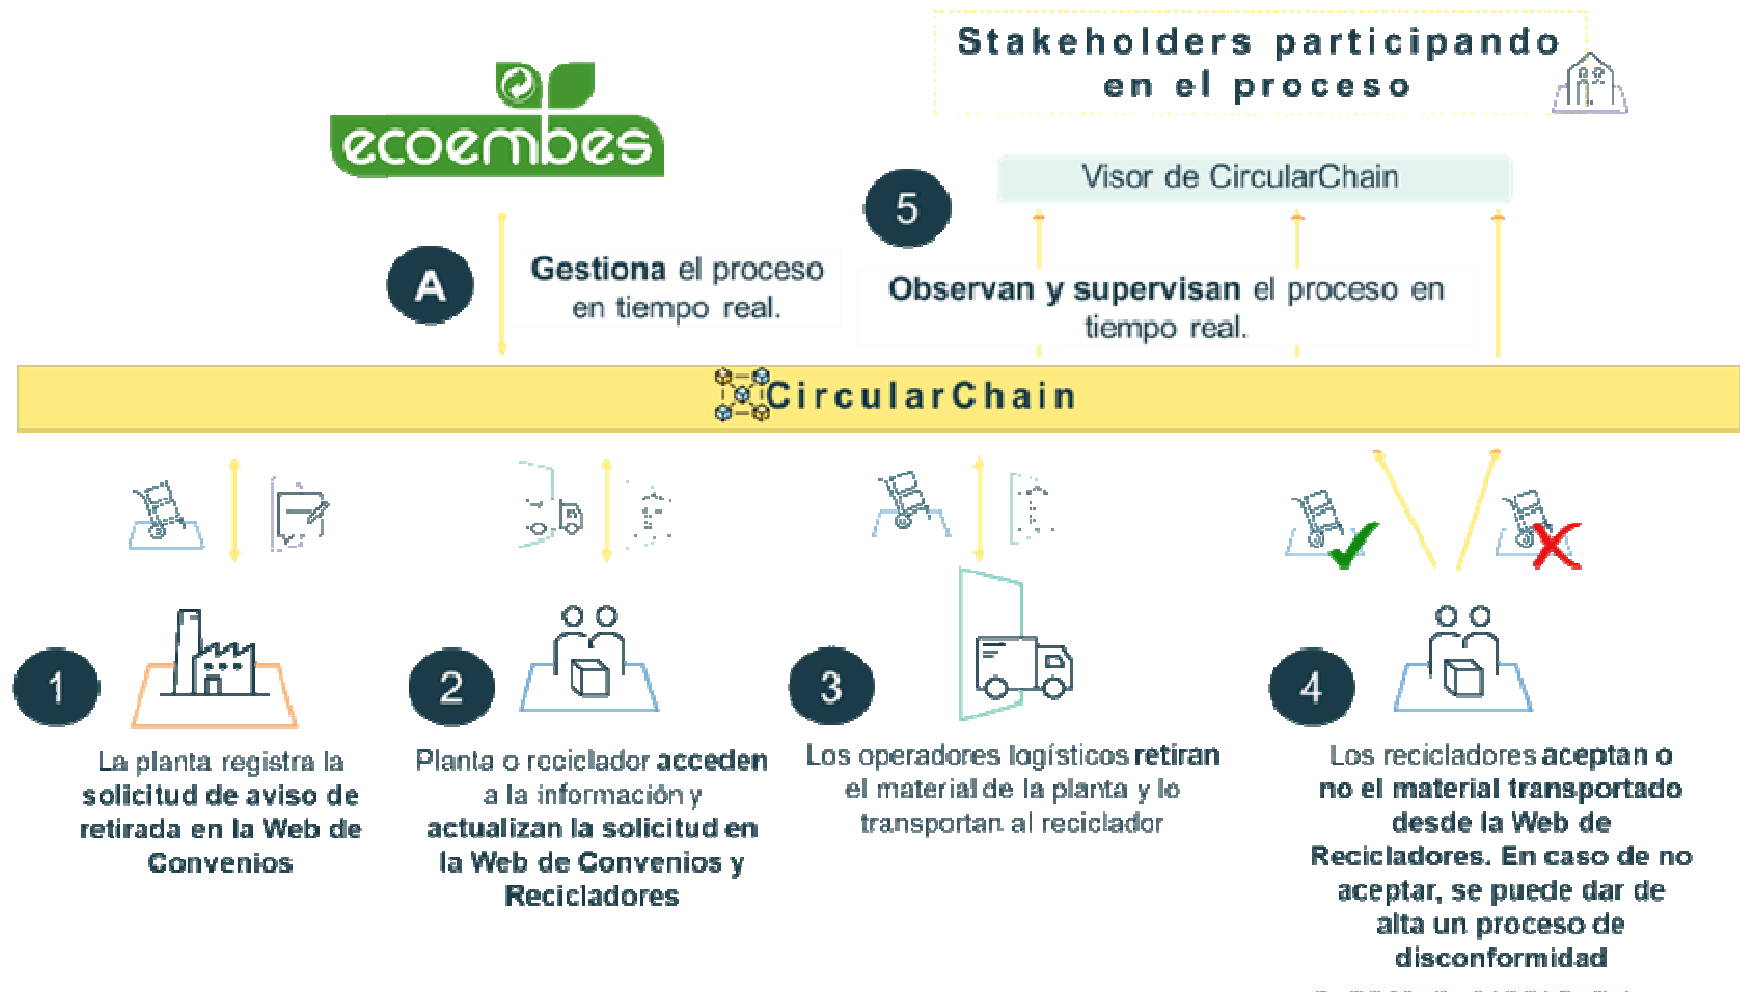 Stakeholders participando
en el proceso
ecoembes
Visor de CircularChain
5
A
Gestiona el proceso
en tiempo real.
Observan y supervisan el proceso en
tiempo real.
CircularChain
1
La planta registra la
solicitud de aviso de
retirada en la Web de
Convenios
2
Planta o reciclador acceden
a la información y
actualizan la solicitud en
la Web de Convenios y
Recicladores
3
Los operadores logísticos retiran
el material de la planta y lo
transportan al reciclador
4
Los recicladores aceptan o
no el material transportado
desde la Web de
Recicladores. En caso de no
aceptar, se puede dar de
alta un proceso de
disconformidad